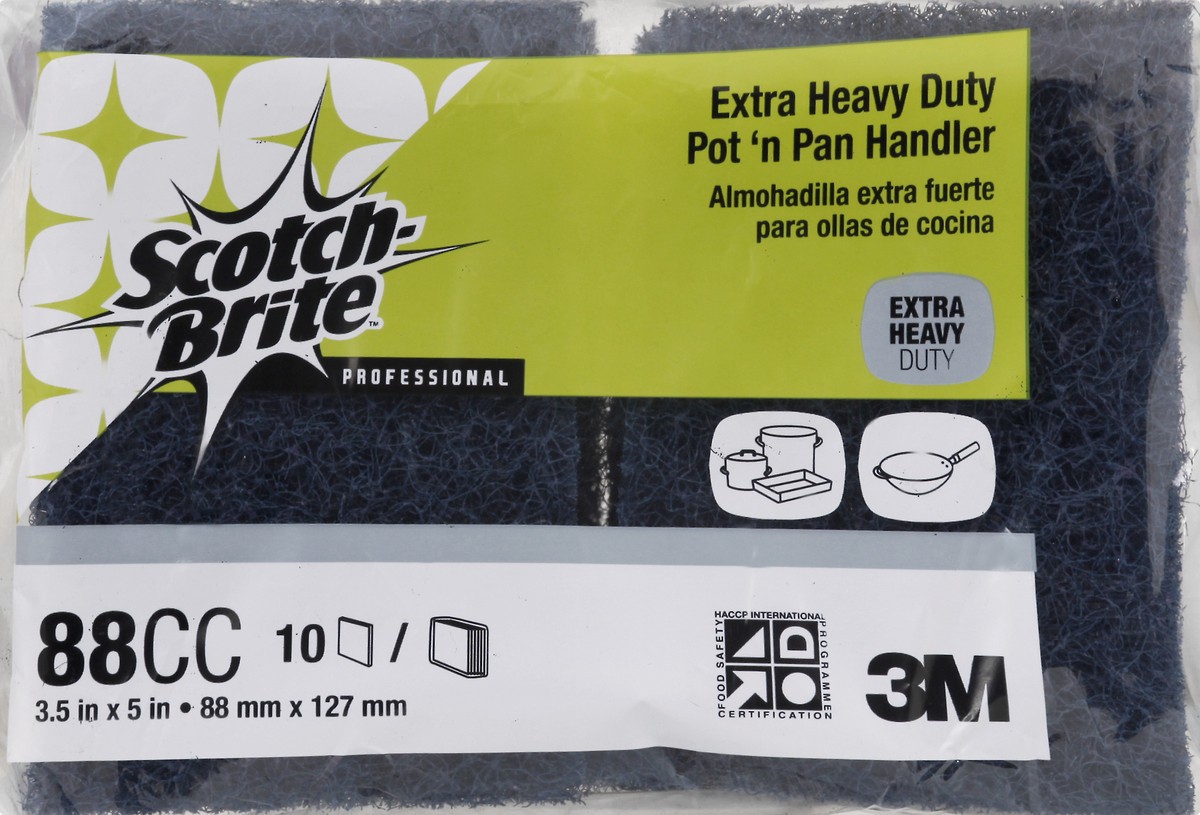 Extra Heavy Duty
Pot ‘n Pan Handler
Almohadilla extra fuerte
para ollas de cocina
Scotch-
Brite™
PROFESSIONAL
EXTRA
HEAVY
DUTY
88CC 10 /
3.5 in x 5 in • 88 mm x 127 mm
HACCP INTERNATIONAL
FOOD SAFETY
PROGRAMME
CERTIFICATION
3M